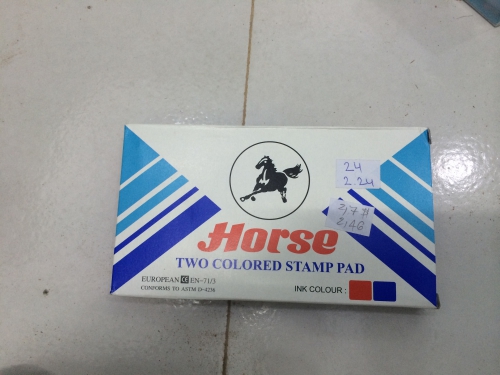 24
2.24
Horse
TWO COLORED STAMP PAD
EUROPEAN CE EN-71/3
CONFORMS TO ASTM D-4236
INK COLOUR :